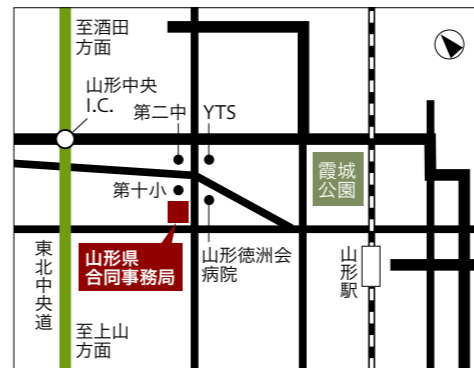 至酒田
方面
山形中央
I.C.
第二中
YTS
霞城
公園
第十小
山形県
合同事務局
山形徳洲会
病院
山形駅
東北中央道
至上山
方面